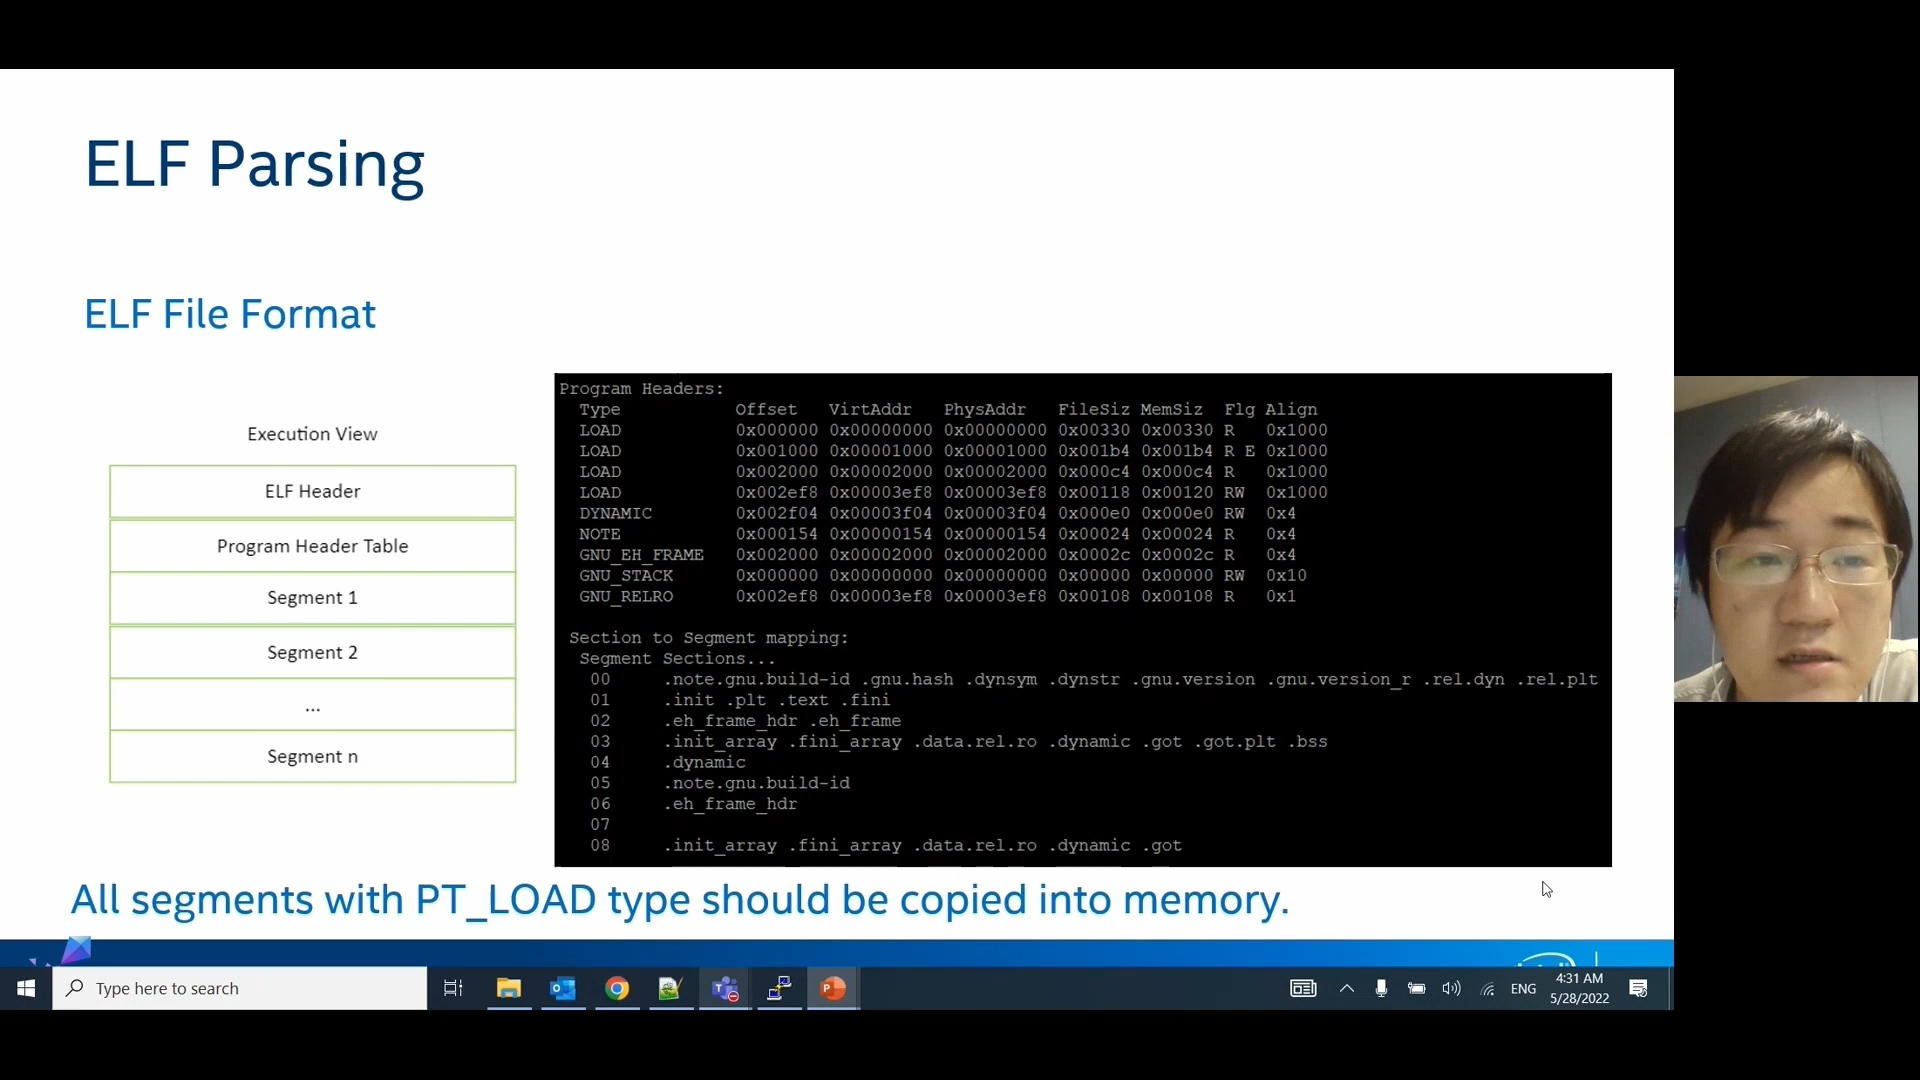 ELF Parsing
ELF File Format
Execution View
ELF Header
Program Header Table
Segment 1
Segment 2
...
Segment n
Program Headers:
Type Offset VirtAddr PhysAddr FileSiz MemSiz Flg Align
LOAD 0x000000 0x00000000 0x00000000 0x00330 0x00330 R 0x1000
LOAD 0x001000 0x00001000 0x00001000 0x001b4 0x001b4 R E 0x1000
LOAD 0x002000 0x00002000 0x00002000 0x000c4 0x000c4 R 0x1000
LOAD 0x002ef8 0x00003ef8 0x00003ef8 0x00118 0x00120 RW 0x1000
DYNAMIC 0x002f04 0x00003f04 0x00003f04 0x000e0 0x000e0 RW 0x4
NOTE 0x000154 0x00000154 0x00000154 0x00024 0x00024 R 0x4
GNU_EH_FRAME 0x002000 0x00002000 0x00002000 0x0002c 0x0002c R 0x4
GNU_STACK 0x000000 0x00000000 0x00000000 0x00000 0x00000 RW 0x10
GNU_RELRO 0x002ef8 0x00003ef8 0x00003ef8 0x00108 0x00108 R 0x1
Section to Segment mapping:
Segment Sections...
00 .note.gnu.build-id .gnu.hash .dynsym .dynstr .gnu.version .gnu.version_r .rel.dyn .rel.plt
01 .init .plt .text .fini
02 .eh_frame_hdr .eh_frame
03 .init_array .fini_array .data.rel.ro .dynamic .got .got.plt .bss
04 .dynamic
05 .note.gnu.build-id
06 .eh_frame_hdr
07
08 .init_array .fini_array .data.rel.ro .dynamic .got
All segments with PT_LOAD type should be copied into memory.
Type here to search
ENG
4:31 AM
5/28/2022